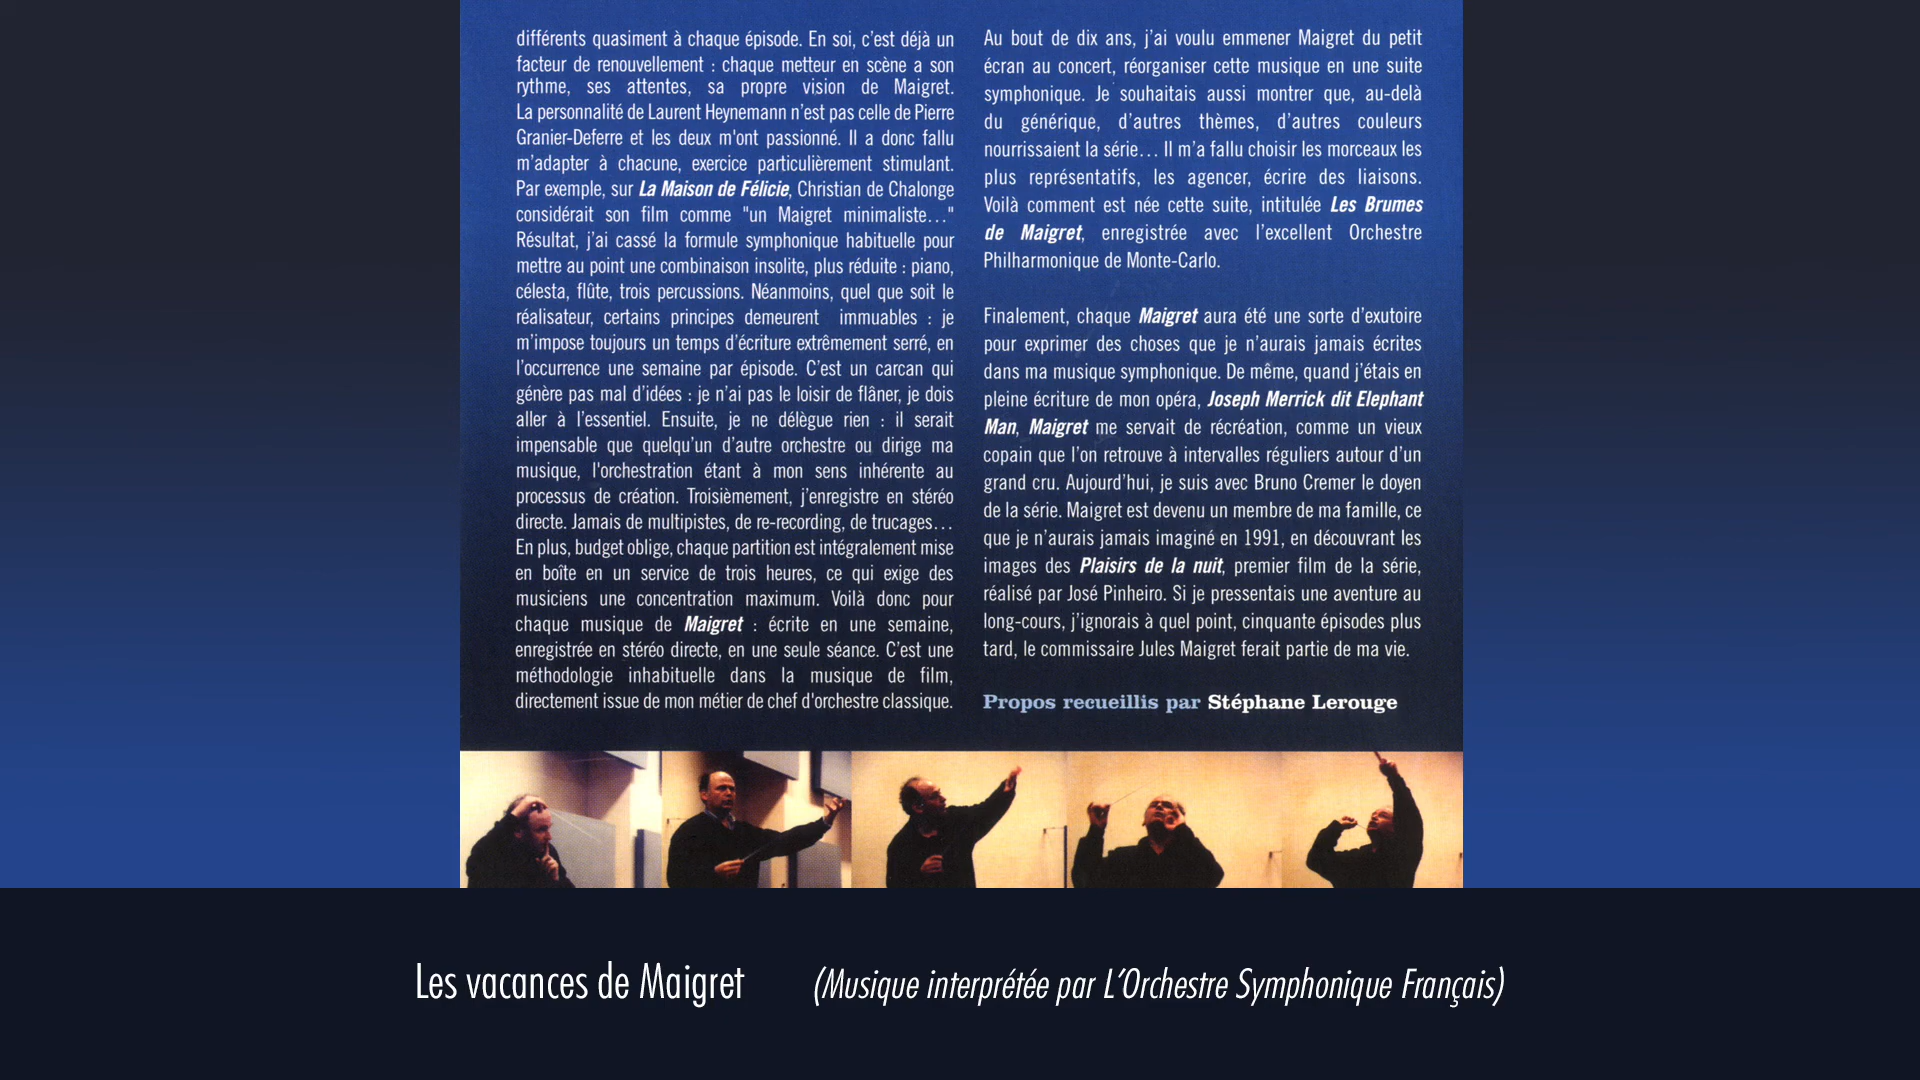 différents quasiment à chaque épisode. En soi, c’est déjà un
facteur de renouvellement : chaque metteur en scène a son
rythme, ses attentes, sa propre vision de Maigret.
La personnalité de Laurent Heynemann n’est pas celle de Pierre
Granier-Deferre et les deux m'ont passionné. Il a donc fallu
m’adapter à chacune, exercice particulièrement stimulant.
Par exemple, sur La Maison de Félicie, Christian de Chalonge
considérait son film comme "un Maigret minimaliste…"
Résultat, j’ai cassé la formule symphonique habituelle pour
mettre au point une combinaison insolite, plus réduite : piano,
célesta, flûte, trois percussions. Néanmoins, quel que soit le
réalisateur, certains principes demeurent immuables : je
m’impose toujours un temps d’écriture extrêmement serré, en
l’occurrence une semaine par épisode. C’est un carcan qui
génère pas mal d’idées : je n’ai pas le loisir de flâner, je dois
aller à l’essentiel. Ensuite, je ne délègue rien : il serait
impensable que quelqu’un d’autre orchestre ou dirige ma
musique, l'orchestration étant à mon sens inhérente au
processus de création. Troisièmement, j’enregistre en stéréo
directe. Jamais de multipistes, de re-recording, de trucages…
En plus, budget oblige, chaque partition est intégralement mise
en boîte en un service de trois heures, ce qui exige des
musiciens une concentration maximum. Voilà donc pour
chaque musique de Maigret : écrite en une semaine,
enregistrée en stéréo directe, en une seule séance. C’est une
méthodologie inhabituelle dans la musique de film,
directement issue de mon métier de chef d'orchestre classique.
Au bout de dix ans, j’ai voulu emmener Maigret du petit
écran au concert, réorganiser cette musique en une suite
symphonique. Je souhaitais aussi montrer que, au-delà
du générique, d’autres thèmes, d’autres couleurs
nourrissaient la série… Il m’a fallu choisir les morceaux les
plus représentatifs, les agencer, écrire des liaisons.
Voilà comment est née cette suite, intitulée Les Brumes
de Maigret, enregistrée avec l’excellent Orchestre
Philharmonique de Monte-Carlo.
Finalement, chaque Maigret aura été une sorte d’exutoire
pour exprimer des choses que je n’aurais jamais écrites
dans ma musique symphonique. De même, quand j’étais en
pleine écriture de mon opéra, Joseph Merrick dit Elephant
Man, Maigret me servait de récréation, comme un vieux
copain que l’on retrouve à intervalles réguliers autour d’un
grand cru. Aujourd’hui, je suis avec Bruno Cremer le doyen
de la série. Maigret est devenu un membre de ma famille, ce
que je n’aurais jamais imaginé en 1991, en découvrant les
images des Plaisirs de la nuit, premier film de la série,
réalisé par José Pinheiro. Si je pressentais une aventure au
long-cours, j’ignorais à quel point, cinquante épisodes plus
tard, le commissaire Jules Maigret ferait partie de ma vie.
Propos recueillis par Stéphane Lerouge
Les vacances de Maigret (Musique interprétée par L’Orchestre Symphonique Français)